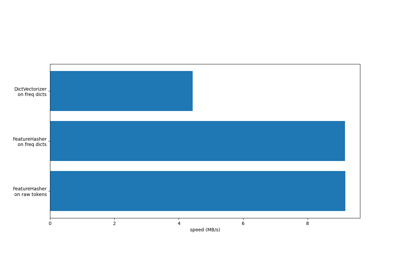 DictVectorizer
on freq dicts
FeatureHasher
on freq dicts
FeatureHasher
on raw tokens
0 2 4 6 8
speed (MB/s)